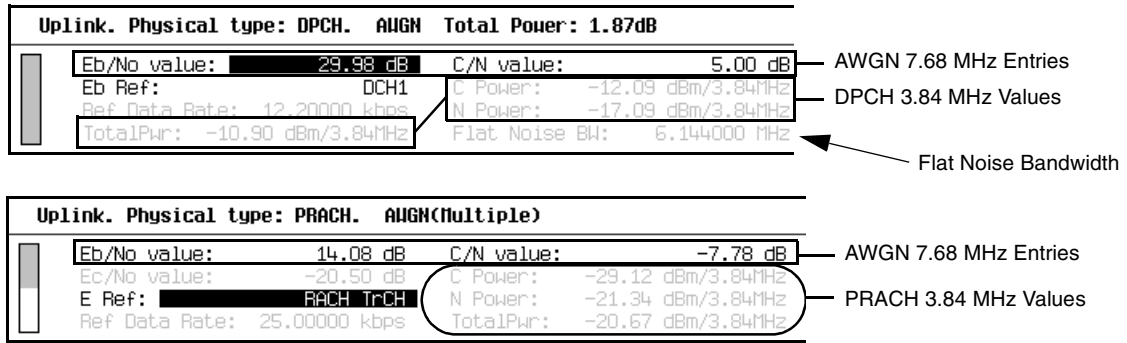 Uplink. Physical type: DPCH. AWGN Total Power: 1.87dB
Eb/No value: 29.98 dB C/N value: 5.00 dB
AWGN 7.68 MHz Entries
Eb Ref: DCH1 C Power: -12.09 dBm/3.84MHz
DPCH 3.84 MHz Values
Ref Data Rate: 12.20000 kbps N Power: -17.09 dBm/3.84MHz
TotalPwr: -10.90 dBm/3.84MHz Flat Noise BW: 6.144000 MHz
Flat Noise Bandwidth
Uplink. Physical type: PRACH. AWGN(Multiple)
Eb/No value: 14.08 dB C/N value: -7.78 dB
AWGN 7.68 MHz Entries
Ec/No value: -20.50 dB C Power: -29.12 dBm/3.84MHz
E Ref: RACH TrCH N Power: -21.34 dBm/3.84MHz
PRACH 3.84 MHz Values
Ref Data Rate: 25.00000 kbps TotalPwr: -20.67 dBm/3.84MHz